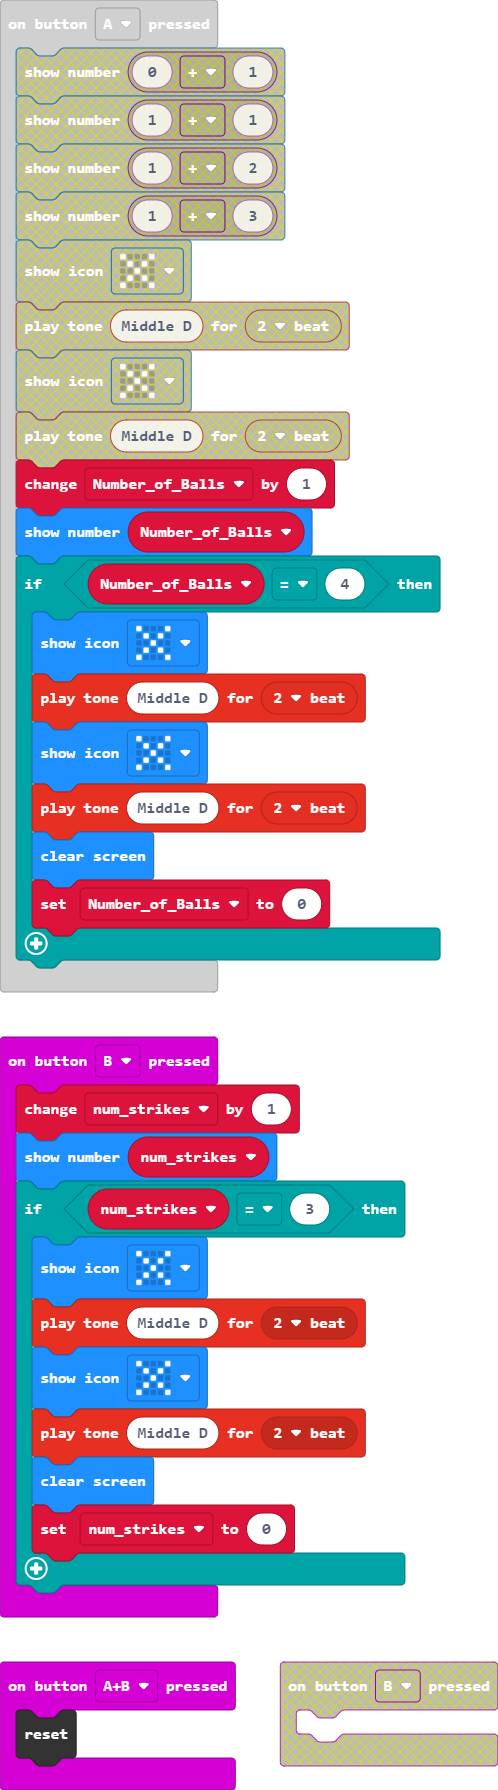 on button A pressed
show number 0 + 1
show number 1 + 1
show number 1 + 2
show number 1 + 3
show icon
play tone Middle D for 2 beat
show icon
play tone Middle D for 2 beat
change Number_of_Balls by 1
show number Number_of_Balls
if Number_of_Balls = 4 then
show icon
play tone Middle D for 2 beat
show icon
play tone Middle D for 2 beat
clear screen
set Number_of_Balls to 0
on button B pressed
change num_strikes by 1
show number num_strikes
if num_strikes = 3 then
show icon
play tone Middle D for 2 beat
show icon
play tone Middle D for 2 beat
clear screen
set num_strikes to 0
on button A+B pressed
reset
on button B pressed